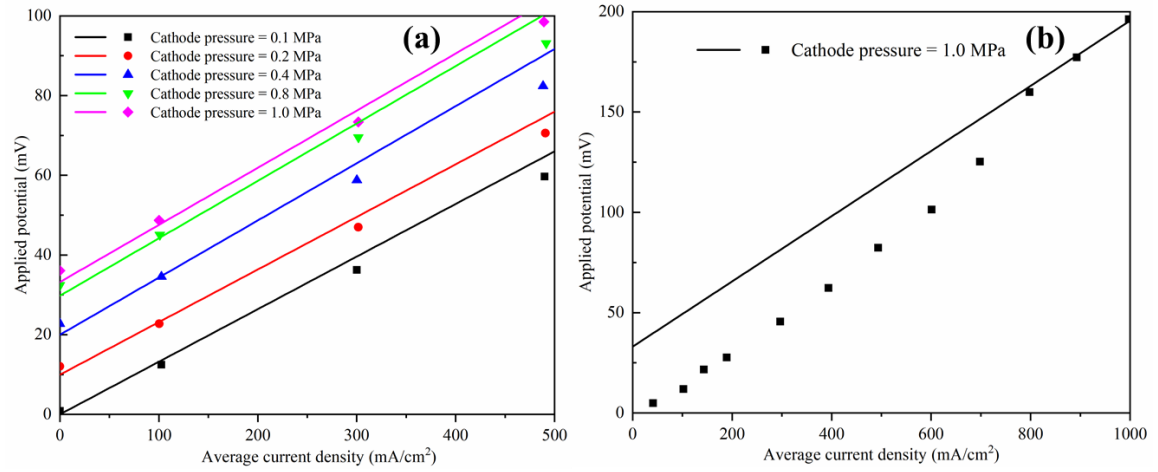 (a)
Cathode pressure = 0.1 MPa
Cathode pressure = 0.2 MPa
Cathode pressure = 0.4 MPa
Cathode pressure = 0.8 MPa
Cathode pressure = 1.0 MPa
100
80
60
40
20
0
Applied potential (mV)
0
100
200
300
400
500
Average current density (mA/cm²)
(b)
Cathode pressure = 1.0 MPa
200
150
100
50
0
Applied potential (mV)
0
200
400
600
800
1000
Average current density (mA/cm²)